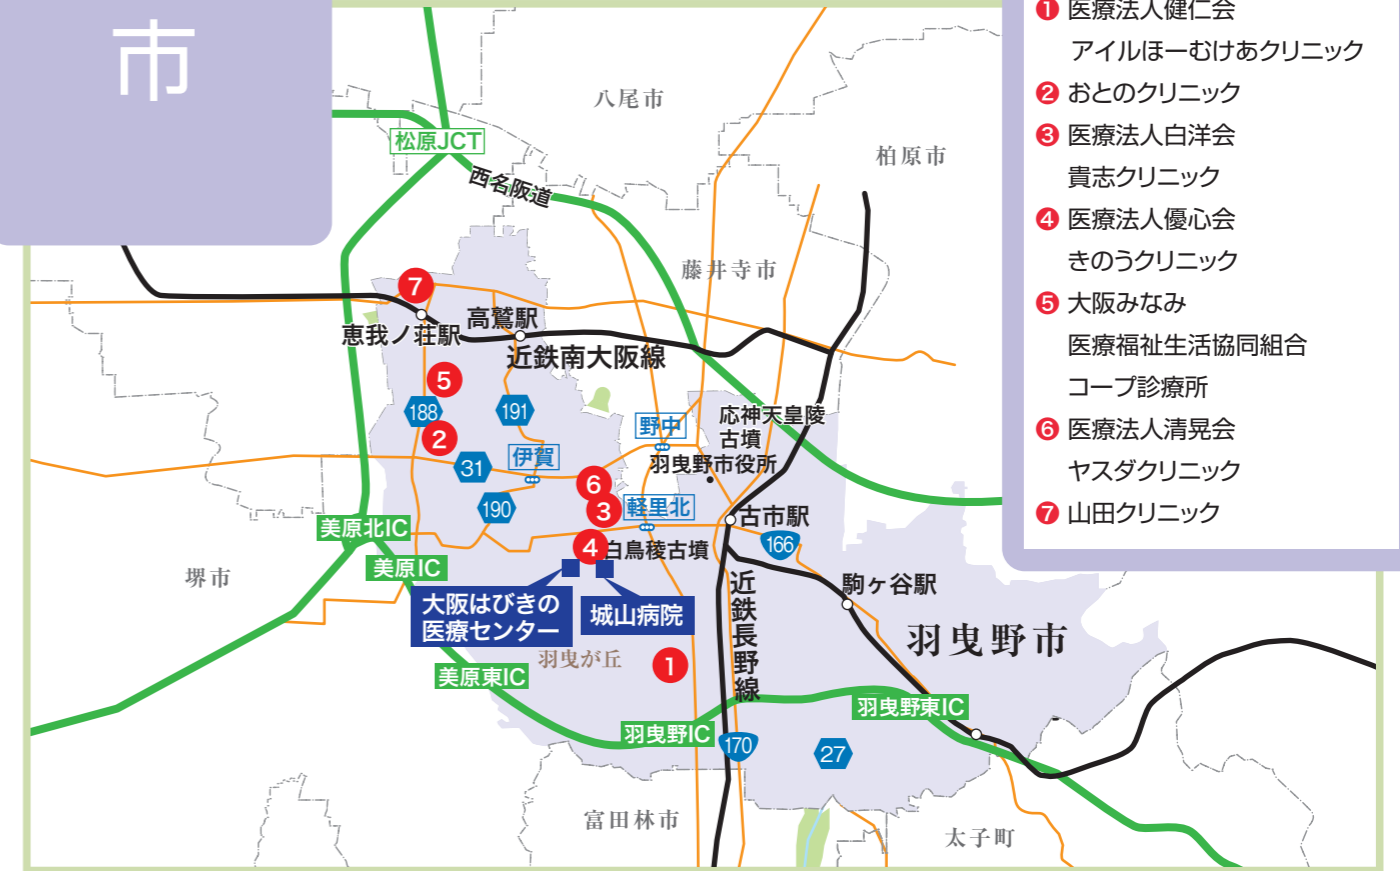 市
❶ 医療法人健仁会
アイルほーむけあクリニック
❷ おとのクリニック
❸ 医療法人白洋会
貴志クリニック
❹ 医療法人優心会
きのうクリニック
❺ 大阪みなみ
医療福祉生活協同組合
コープ診療所
❻ 医療法人清晃会
ヤスダクリニック
❼ 山田クリニック
八尾市
松原JCT
柏原市
西名阪道
藤井寺市
7
高鷲駅
恵我ノ荘駅
近鉄南大阪線
5
188
191
応神天皇陵
古墳
野中
2
伊賀
31
羽曳野市役所
6
190
3
軽里北
古市駅
美原北IC
166
4
白鳥稜古墳
美原IC
堺市
駒ヶ谷駅
大阪はびきの
医療センター
城山病院
近鉄長野線
羽曳野市
羽曳が丘
1
美原東IC
羽曳野東IC
羽曳野IC
170
27
富田林市
太子町